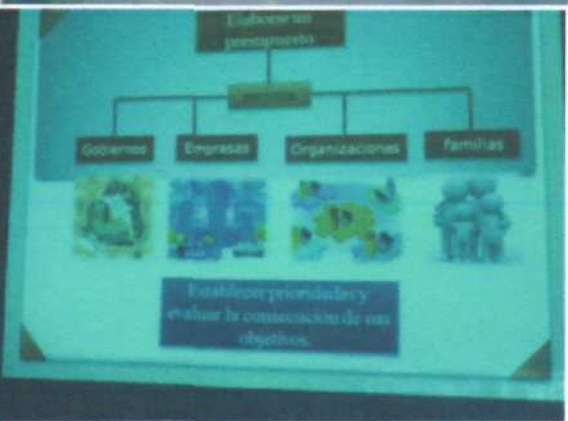 Elaborar un
presupuesto
Gobiernos Empresas Organizaciones Familias
Establecer prioridades y
evaluar la consecución de sus
objetivos.